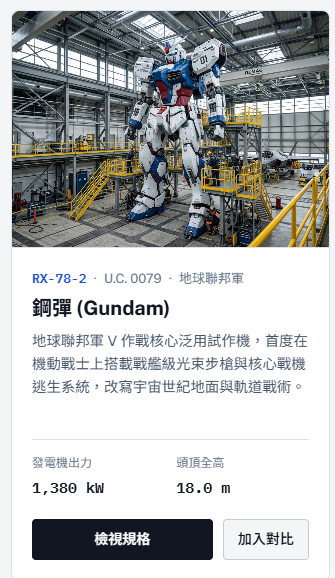 01
RX-78-2 · U.C. 0079 · 地球聯邦軍
鋼彈 (Gundam)
地球聯邦軍 V 作戰核心泛用試作機，首度在
機動戰士上搭載戰艦級光束步槍與核心戰機
逃生系統，改寫宇宙世紀地面與軌道戰術。
發電機出力
頭頂全高
1,380 kW
18.0 m
檢視規格
加入對比